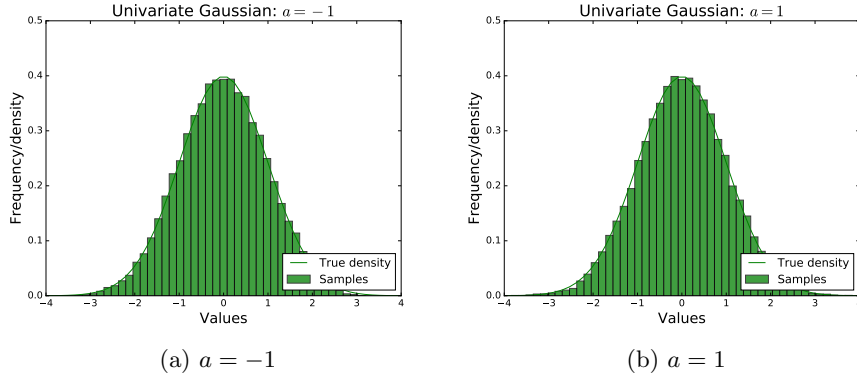 Univariate Gaussian: a = −1
0.5
0.4
0.3
0.2
0.1
0.0
Frequency/density
−4 −3 −2 −1 0 1 2 3 4
Values
True density
Samples
(a) a = −1
Univariate Gaussian: a = 1
0.5
0.4
0.3
0.2
0.1
0.0
Frequency/density
−4 −3 −2 −1 0 1 2 3
Values
True density
Samples
(b) a = 1